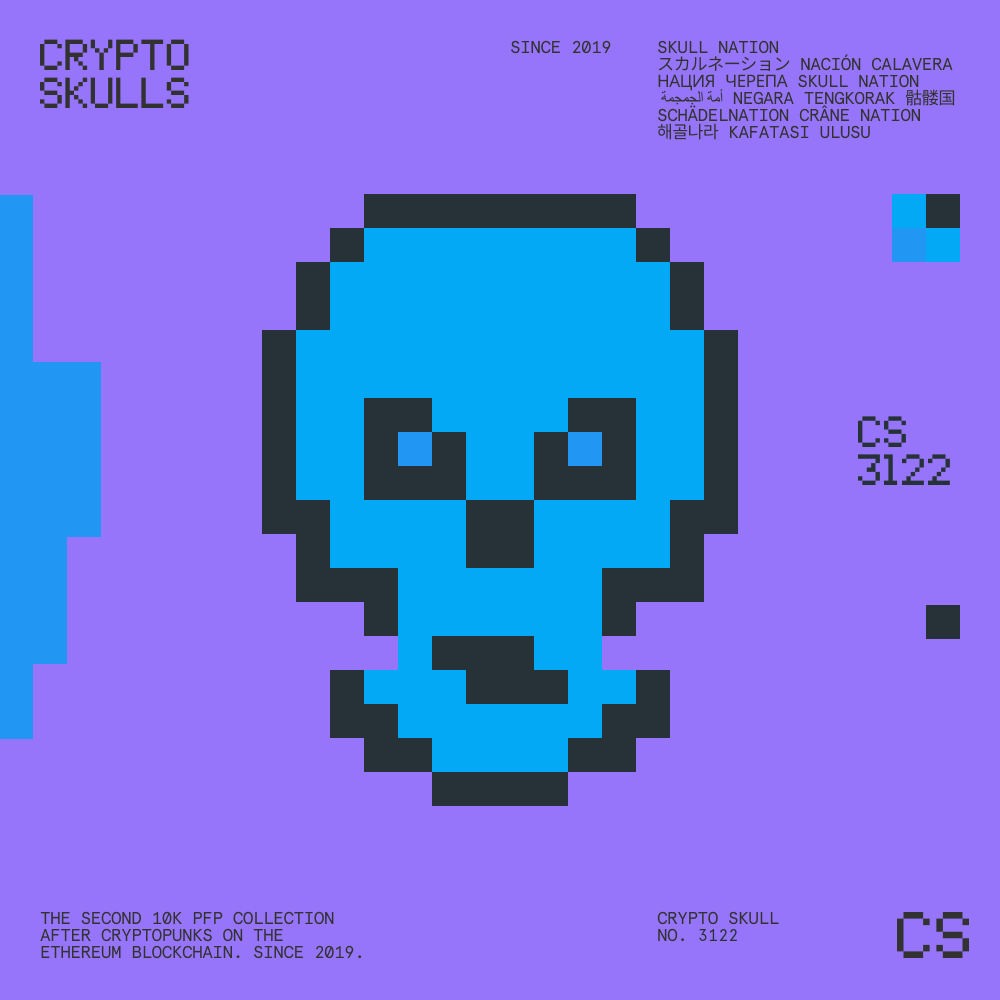 CRYPTO
SKULLS
SINCE 2019
SKULL NATION
スカルネーション NACIÓN CALAVERA
НАЦИЯ ЧЕРЕПА SKULL NATION
أمة الجمجمة NEGARA TENGKORAK 骷髅国
SCHÄDELNATION CRÂNE NATION
해골나라 KAFATASI ULUSU
CS
3122
THE SECOND 10K PFP COLLECTION
AFTER CRYPTOPUNKS ON THE
ETHEREUM BLOCKCHAIN. SINCE 2019.
CRYPTO SKULL
NO. 3122
CS